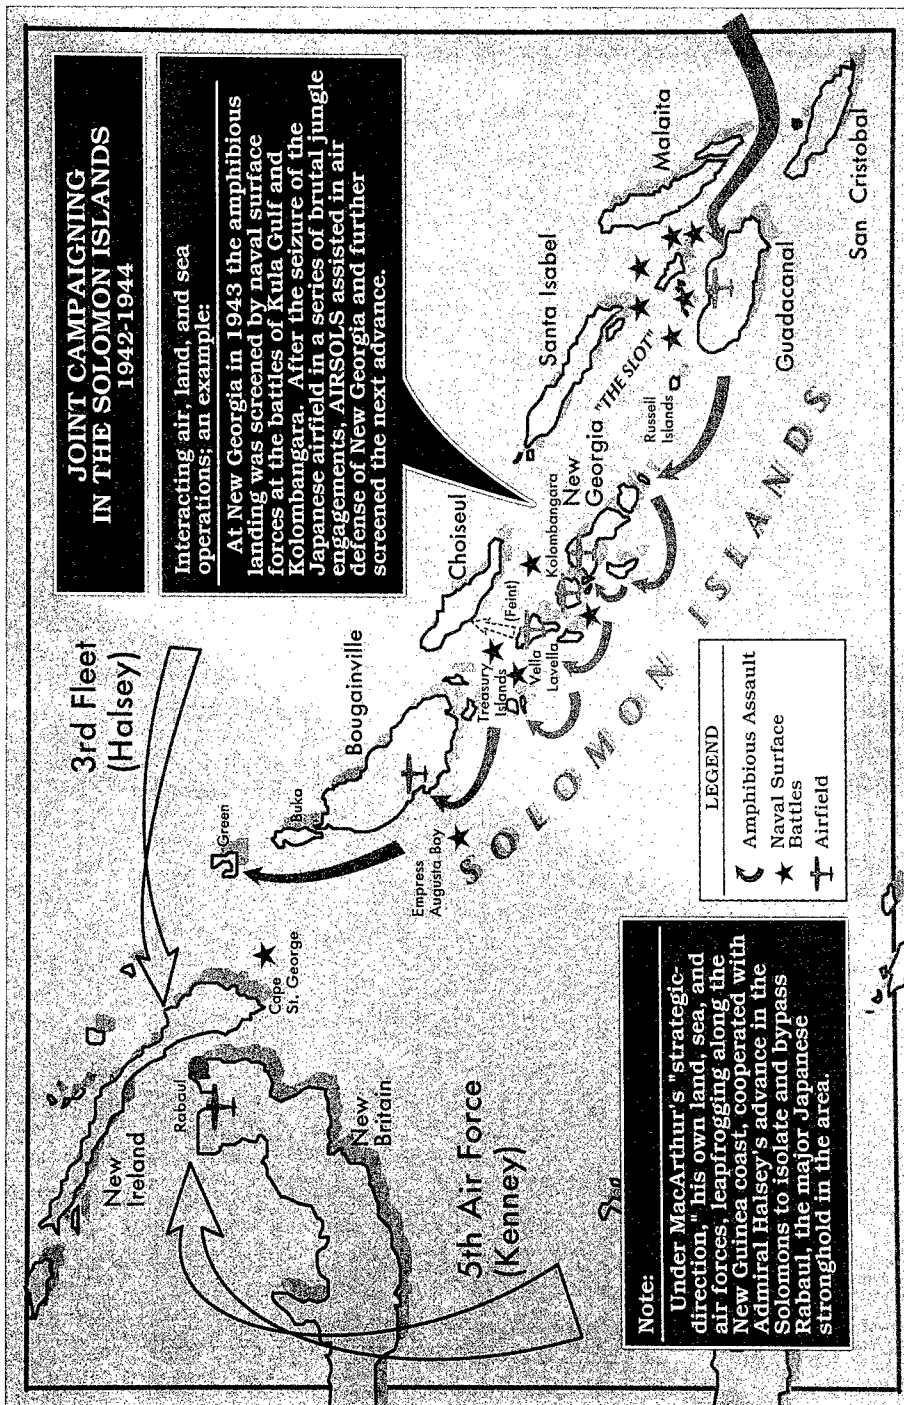 JOINT CAMPAIGNING
IN THE SOLOMON ISLANDS
1942-1944
Interacting air, land, and sea
operations; an example:
At New Georgia in 1943 the amphibious
landing was screened by naval surface
forces at the battles of Kula Gulf and
Kolombangara. After the seizure of the
Japanese airfield in a series of brutal jungle
engagements, AIRSOLS assisted in air
defense of New Georgia and further
screened the next advance.
3rd Fleet
(Halsey)
New
Ireland
Rabaul
New
Britain
Cape
St. George
Green
Buka
Bougainville
Empress
Augusta Bay
Treasury
Islands
Choiseul
(Feint)
Vella
Lavella
Kolombangara
New
Georgia
"THE SLOT"
Santa Isabel
Russell
Islands
Malaita
Guadacanal
San Cristobal
SOLOMON ISLANDS
5th Air Force
(Kenney)
Note:
Under MacArthur's "strategic-
direction," his own land, sea, and
air forces, leapfrogging along the
New Guinea coast, cooperated with
Admiral Halsey's advance in the
Solomons to isolate and bypass
Rabaul, the major Japanese
stronghold in the area.
LEGEND
Amphibious Assault
Naval Surface
Battles
Airfield